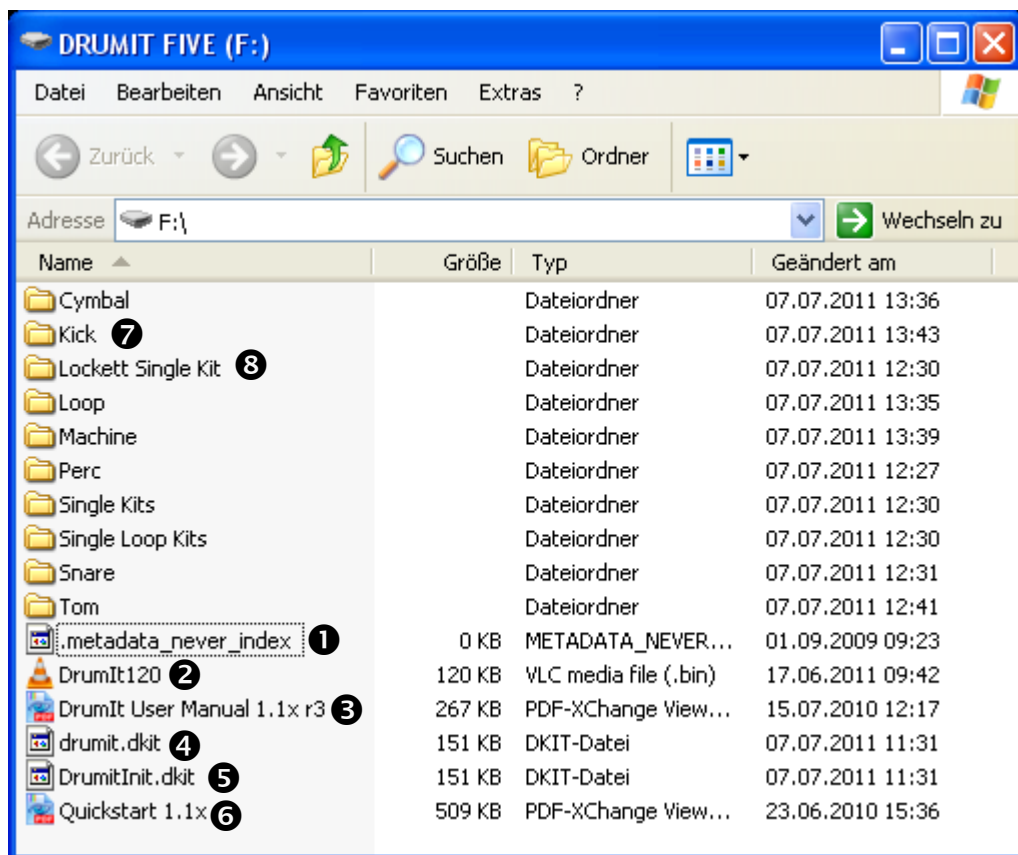 DRUMIT FIVE (F:)
Datei Bearbeiten Ansicht Favoriten Extras ?
Zurück Suchen Ordner
Adresse F:\ Wechseln zu
Name Größe Typ Geändert am
Cymbal Dateiordner 07.07.2011 13:36
Kick ❼ Dateiordner 07.07.2011 13:43
Lockett Single Kit ❽ Dateiordner 07.07.2011 12:30
Loop Dateiordner 07.07.2011 13:35
Machine Dateiordner 07.07.2011 13:39
Perc Dateiordner 07.07.2011 12:27
Single Kits Dateiordner 07.07.2011 12:30
Single Loop Kits Dateiordner 07.07.2011 12:30
Snare Dateiordner 07.07.2011 12:31
Tom Dateiordner 07.07.2011 12:41
.metadata_never_index ❶ 0 KB METADATA_NEVER... 01.09.2009 09:23
DrumIt120 ❷ 120 KB VLC media file (.bin) 17.06.2011 09:42
DrumIt User Manual 1.1x r3 ❸ 267 KB PDF-XChange View... 15.07.2010 12:17
drumit.dkit ❹ 151 KB DKIT-Datei 07.07.2011 11:31
DrumitInit.dkit ❺ 151 KB DKIT-Datei 07.07.2011 11:31
Quickstart 1.1x ❻ 509 KB PDF-XChange View... 23.06.2010 15:36